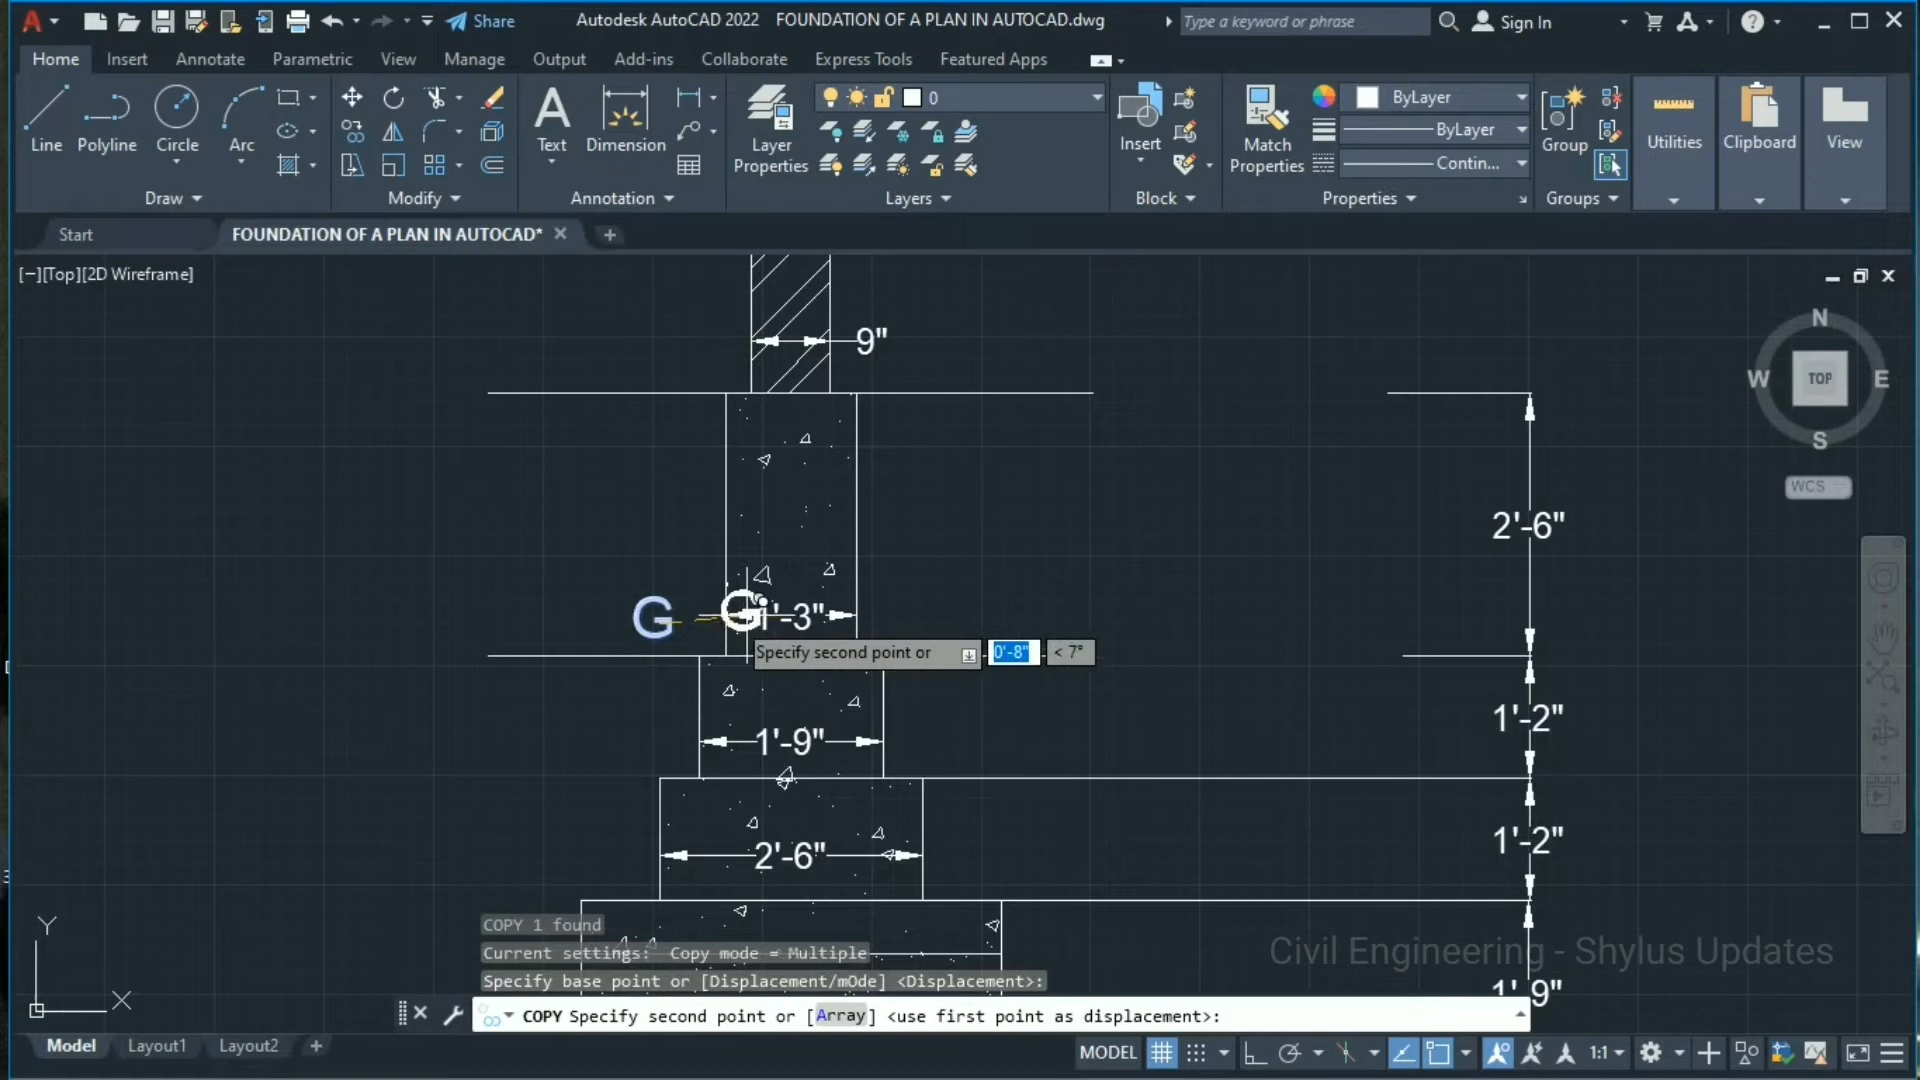 Share
Autodesk AutoCAD 2022 FOUNDATION OF A PLAN IN AUTOCAD.dwg
Type a keyword or phrase
Sign In
Home Insert Annotate Parametric View Manage Output Add-ins Collaborate Express Tools Featured Apps
0
ByLayer
ByLayer
Contin...
Line Polyline Circle Arc
Text Dimension
Layer Properties
Insert
Match Properties
Group
Utilities Clipboard View
Draw Modify Annotation Layers Block Properties Groups
Start FOUNDATION OF A PLAN IN AUTOCAD*
[−][Top][2D Wireframe]
N
W TOP E
S
WCS
9"
2'-6"
G G '-3"
Specify second point or 0'-8" < 7°
1'-2"
1'-9"
1'-2"
2'-6"
COPY 1 found
Current settings: Copy mode = Multiple
Specify base point or [Displacement/mOde] <Displacement>:
Civil Engineering - Shylus Updates
1'-9"
Y
X
COPY Specify second point or [Array] <use first point as displacement>:
Model Layout1 Layout2
MODEL 1:1